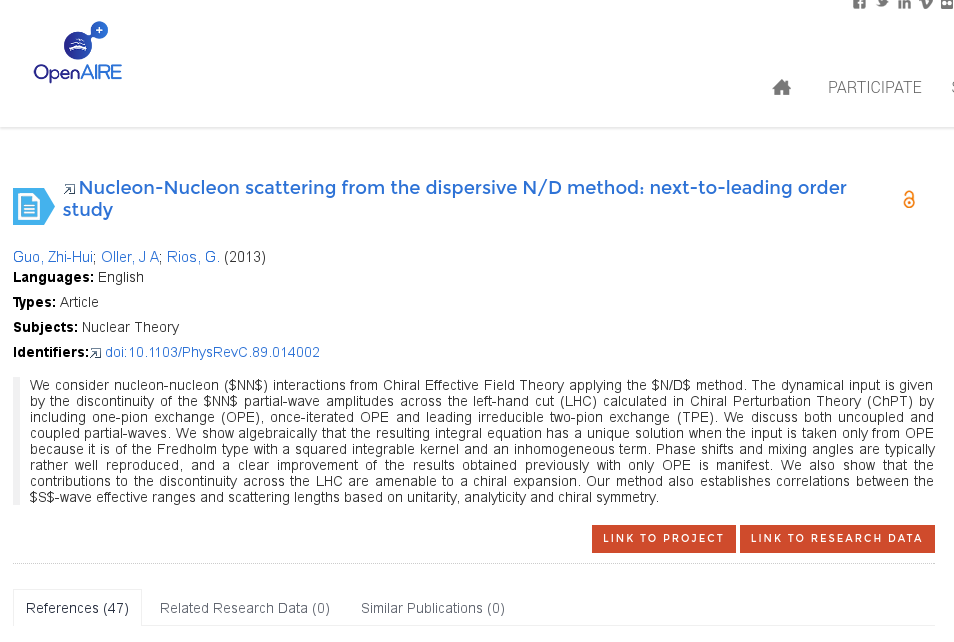 OpenAIRE
PARTICIPATE
Nucleon-Nucleon scattering from the dispersive N/D method: next-to-leading order
study
Guo, Zhi-Hui; Oller, J A; Rios, G. (2013)
Languages: English
Types: Article
Subjects: Nuclear Theory
Identifiers: doi:10.1103/PhysRevC.89.014002
We consider nucleon-nucleon ($NN$) interactions from Chiral Effective Field Theory applying the $N/D$ method. The dynamical input is given
by the discontinuity of the $NN$ partial-wave amplitudes across the left-hand cut (LHC) calculated in Chiral Perturbation Theory (ChPT) by
including one-pion exchange (OPE), once-iterated OPE and leading irreducible two-pion exchange (TPE). We discuss both uncoupled and
coupled partial-waves. We show algebraically that the resulting integral equation has a unique solution when the input is taken only from OPE
because it is of the Fredholm type with a squared integrable kernel and an inhomogeneous term. Phase shifts and mixing angles are typically
rather well reproduced, and a clear improvement of the results obtained previously with only OPE is manifest. We also show that the
contributions to the discontinuity across the LHC are amenable to a chiral expansion. Our method also establishes correlations between the
$S$-wave effective ranges and scattering lengths based on unitarity, analyticity and chiral symmetry.
LINK TO PROJECT LINK TO RESEARCH DATA
References (47) Related Research Data (0) Similar Publications (0)